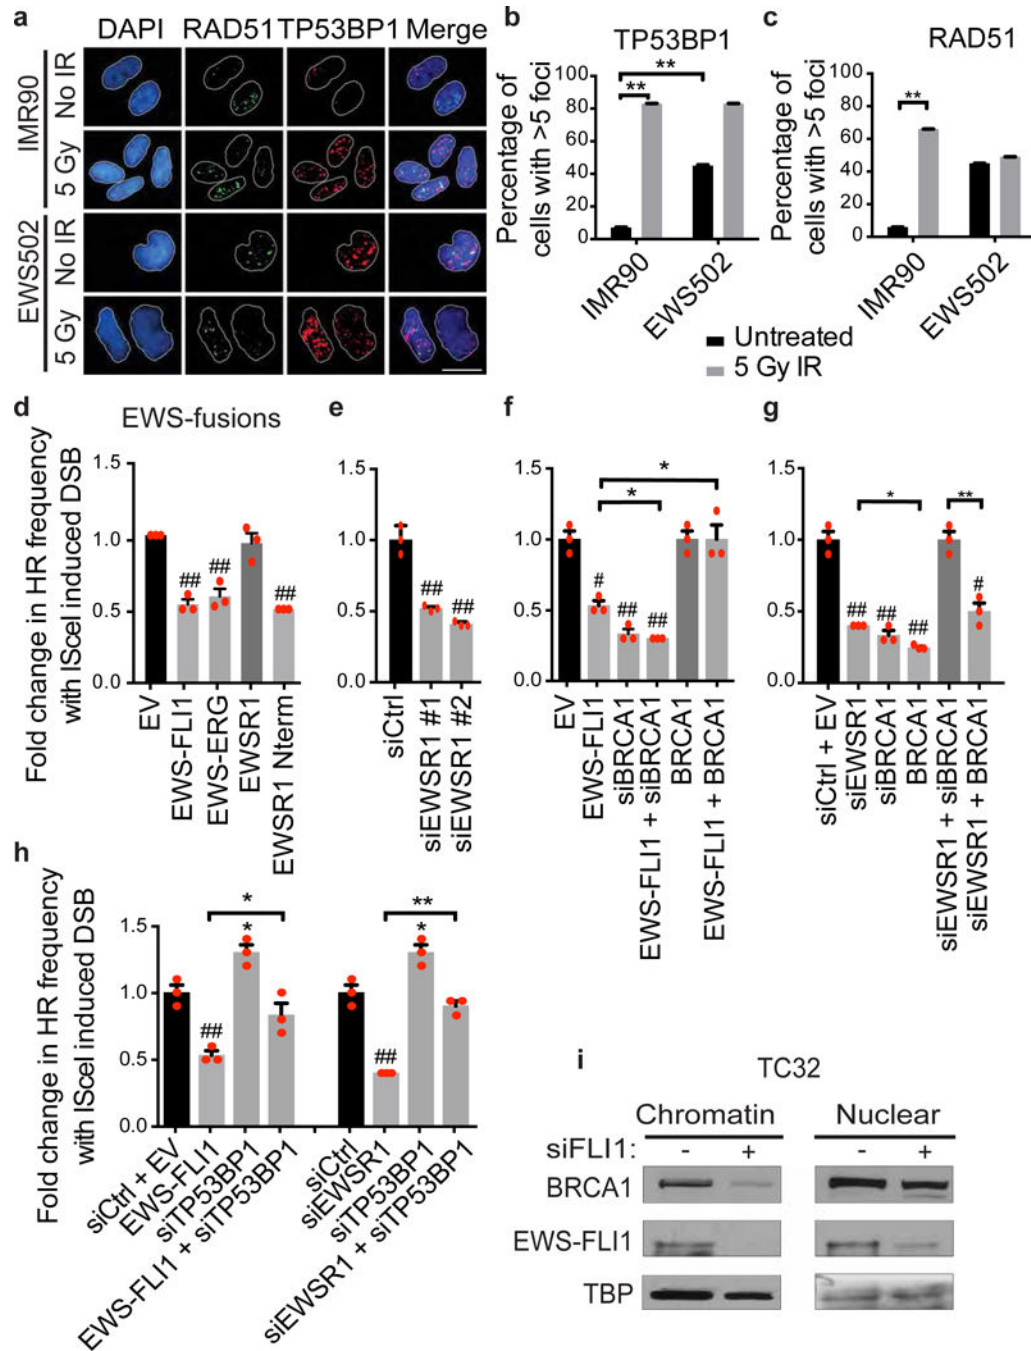 a
DAPI RAD51 TP53BP1 Merge
IMR90
No IR
5 Gy
EWS502
No IR
5 Gy
b
TP53BP1
Percentage of
cells with >5 foci
100
80
60
40
20
0
**
**
IMR90
EWS502
c
RAD51
Percentage of
cells with >5 foci
100
80
60
40
20
0
**
IMR90
EWS502
Untreated
5 Gy IR
d
EWS-fusions
Fold change in HR frequency
with ISceI induced DSB
1.5
1.0
0.5
0.0
## ## ##
EV
EWS-FLI1
EWS-ERG
EWSR1
EWSR1 Nterm
e
1.5
1.0
0.5
0.0
## ##
siCtrl
siEWSR1 #1
siEWSR1 #2
f
1.5
1.0
0.5
0.0
*
*
# ## ##
EV
EWS-FLI1
siBRCA1
EWS-FLI1 + siBRCA1
BRCA1
EWS-FLI1 + BRCA1
g
1.5
1.0
0.5
0.0
* **
## ## ## #
siCtrl + EV
siEWSR1
siBRCA1
BRCA1
siEWSR1 + siBRCA1
siEWSR1 + BRCA1
h
Fold change in HR frequency
with ISceI induced DSB
1.5
1.0
0.5
0.0
* **
* *
## ##
siCtrl + EV
EWS-FLI1
siTP53BP1
EWS-FLI1 + siTP53BP1
siCtrl
siEWSR1
siTP53BP1
siEWSR1 + siTP53BP1
i
TC32
Chromatin Nuclear
siFLI1: - + - +
BRCA1
EWS-FLI1
TBP